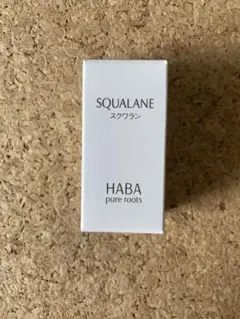 SQUALANE
スクワラン
HABA
pure roots